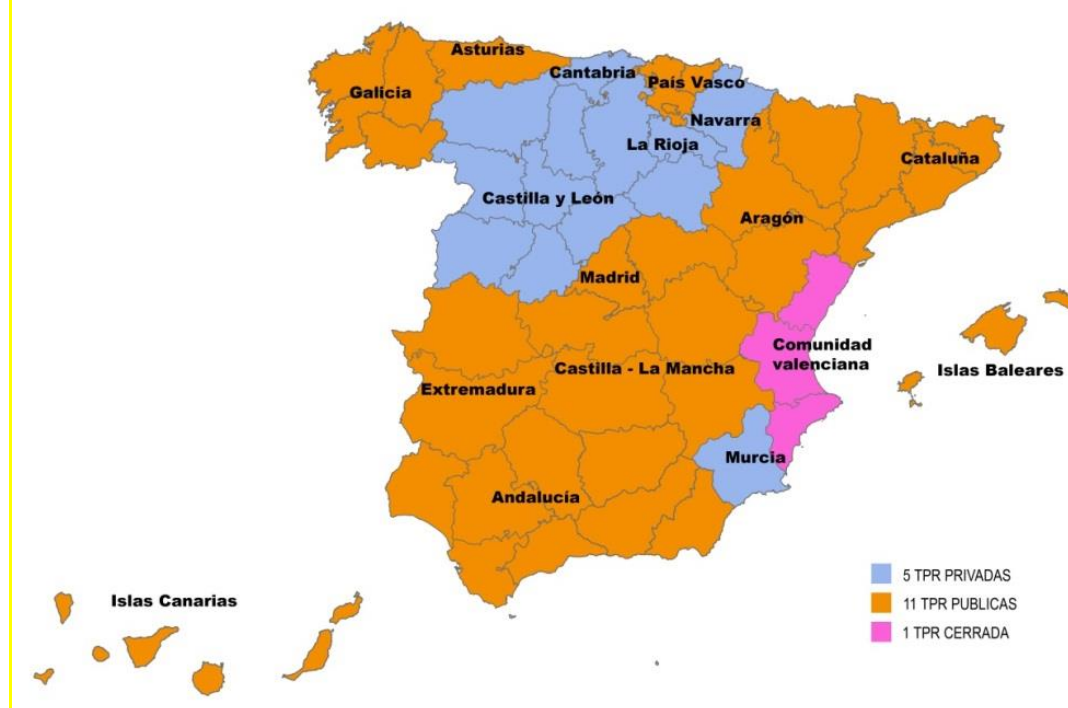 Asturias
Cantabria
País Vasco
Galicia
Navarra
La Rioja
Cataluña
Castilla y León
Aragón
Madrid
Comunidad
valenciana
Castilla - La Mancha
Islas Baleares
Extremadura
Murcia
Andalucía
5 TPR PRIVADAS
Islas Canarias
11 TPR PUBLICAS
1 TPR CERRADA